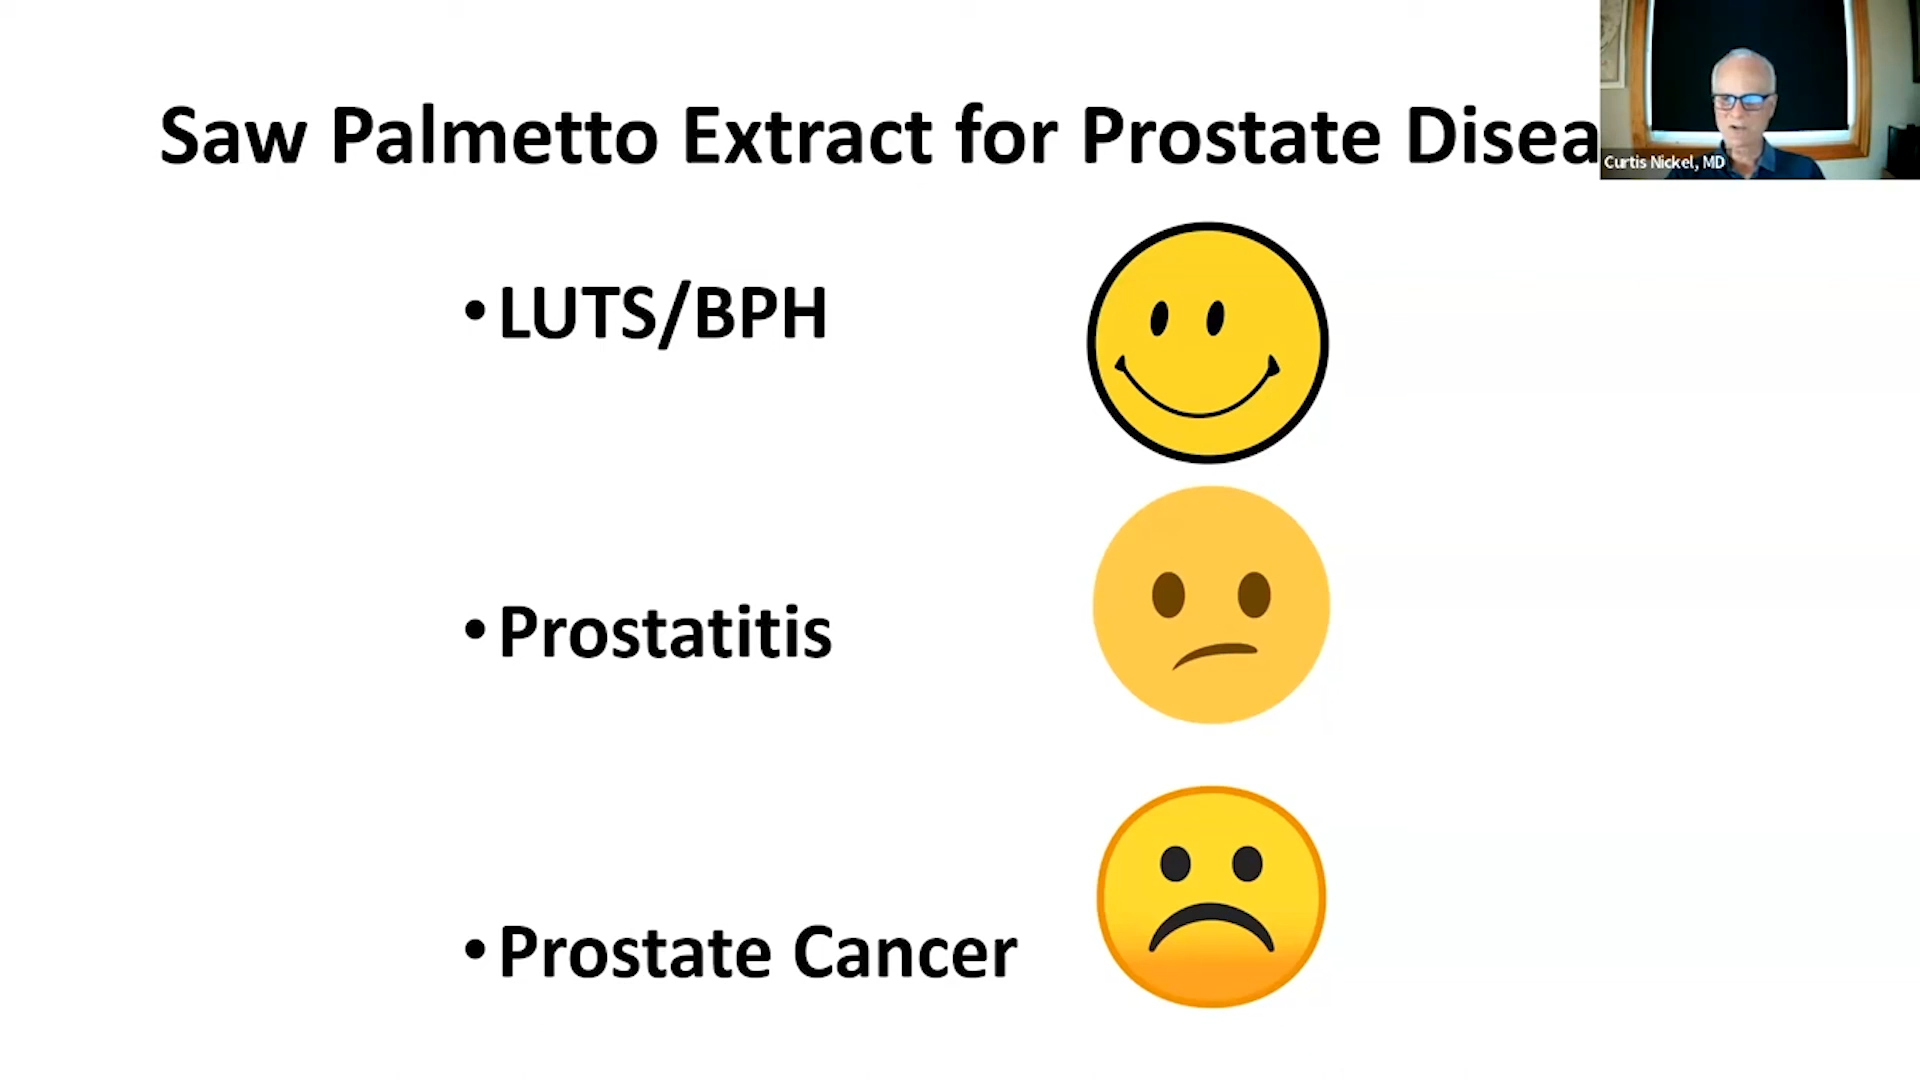 Saw Palmetto Extract for Prostate Disea
Curtis Nickel, MD
•LUTS/BPH
•Prostatitis
•Prostate Cancer